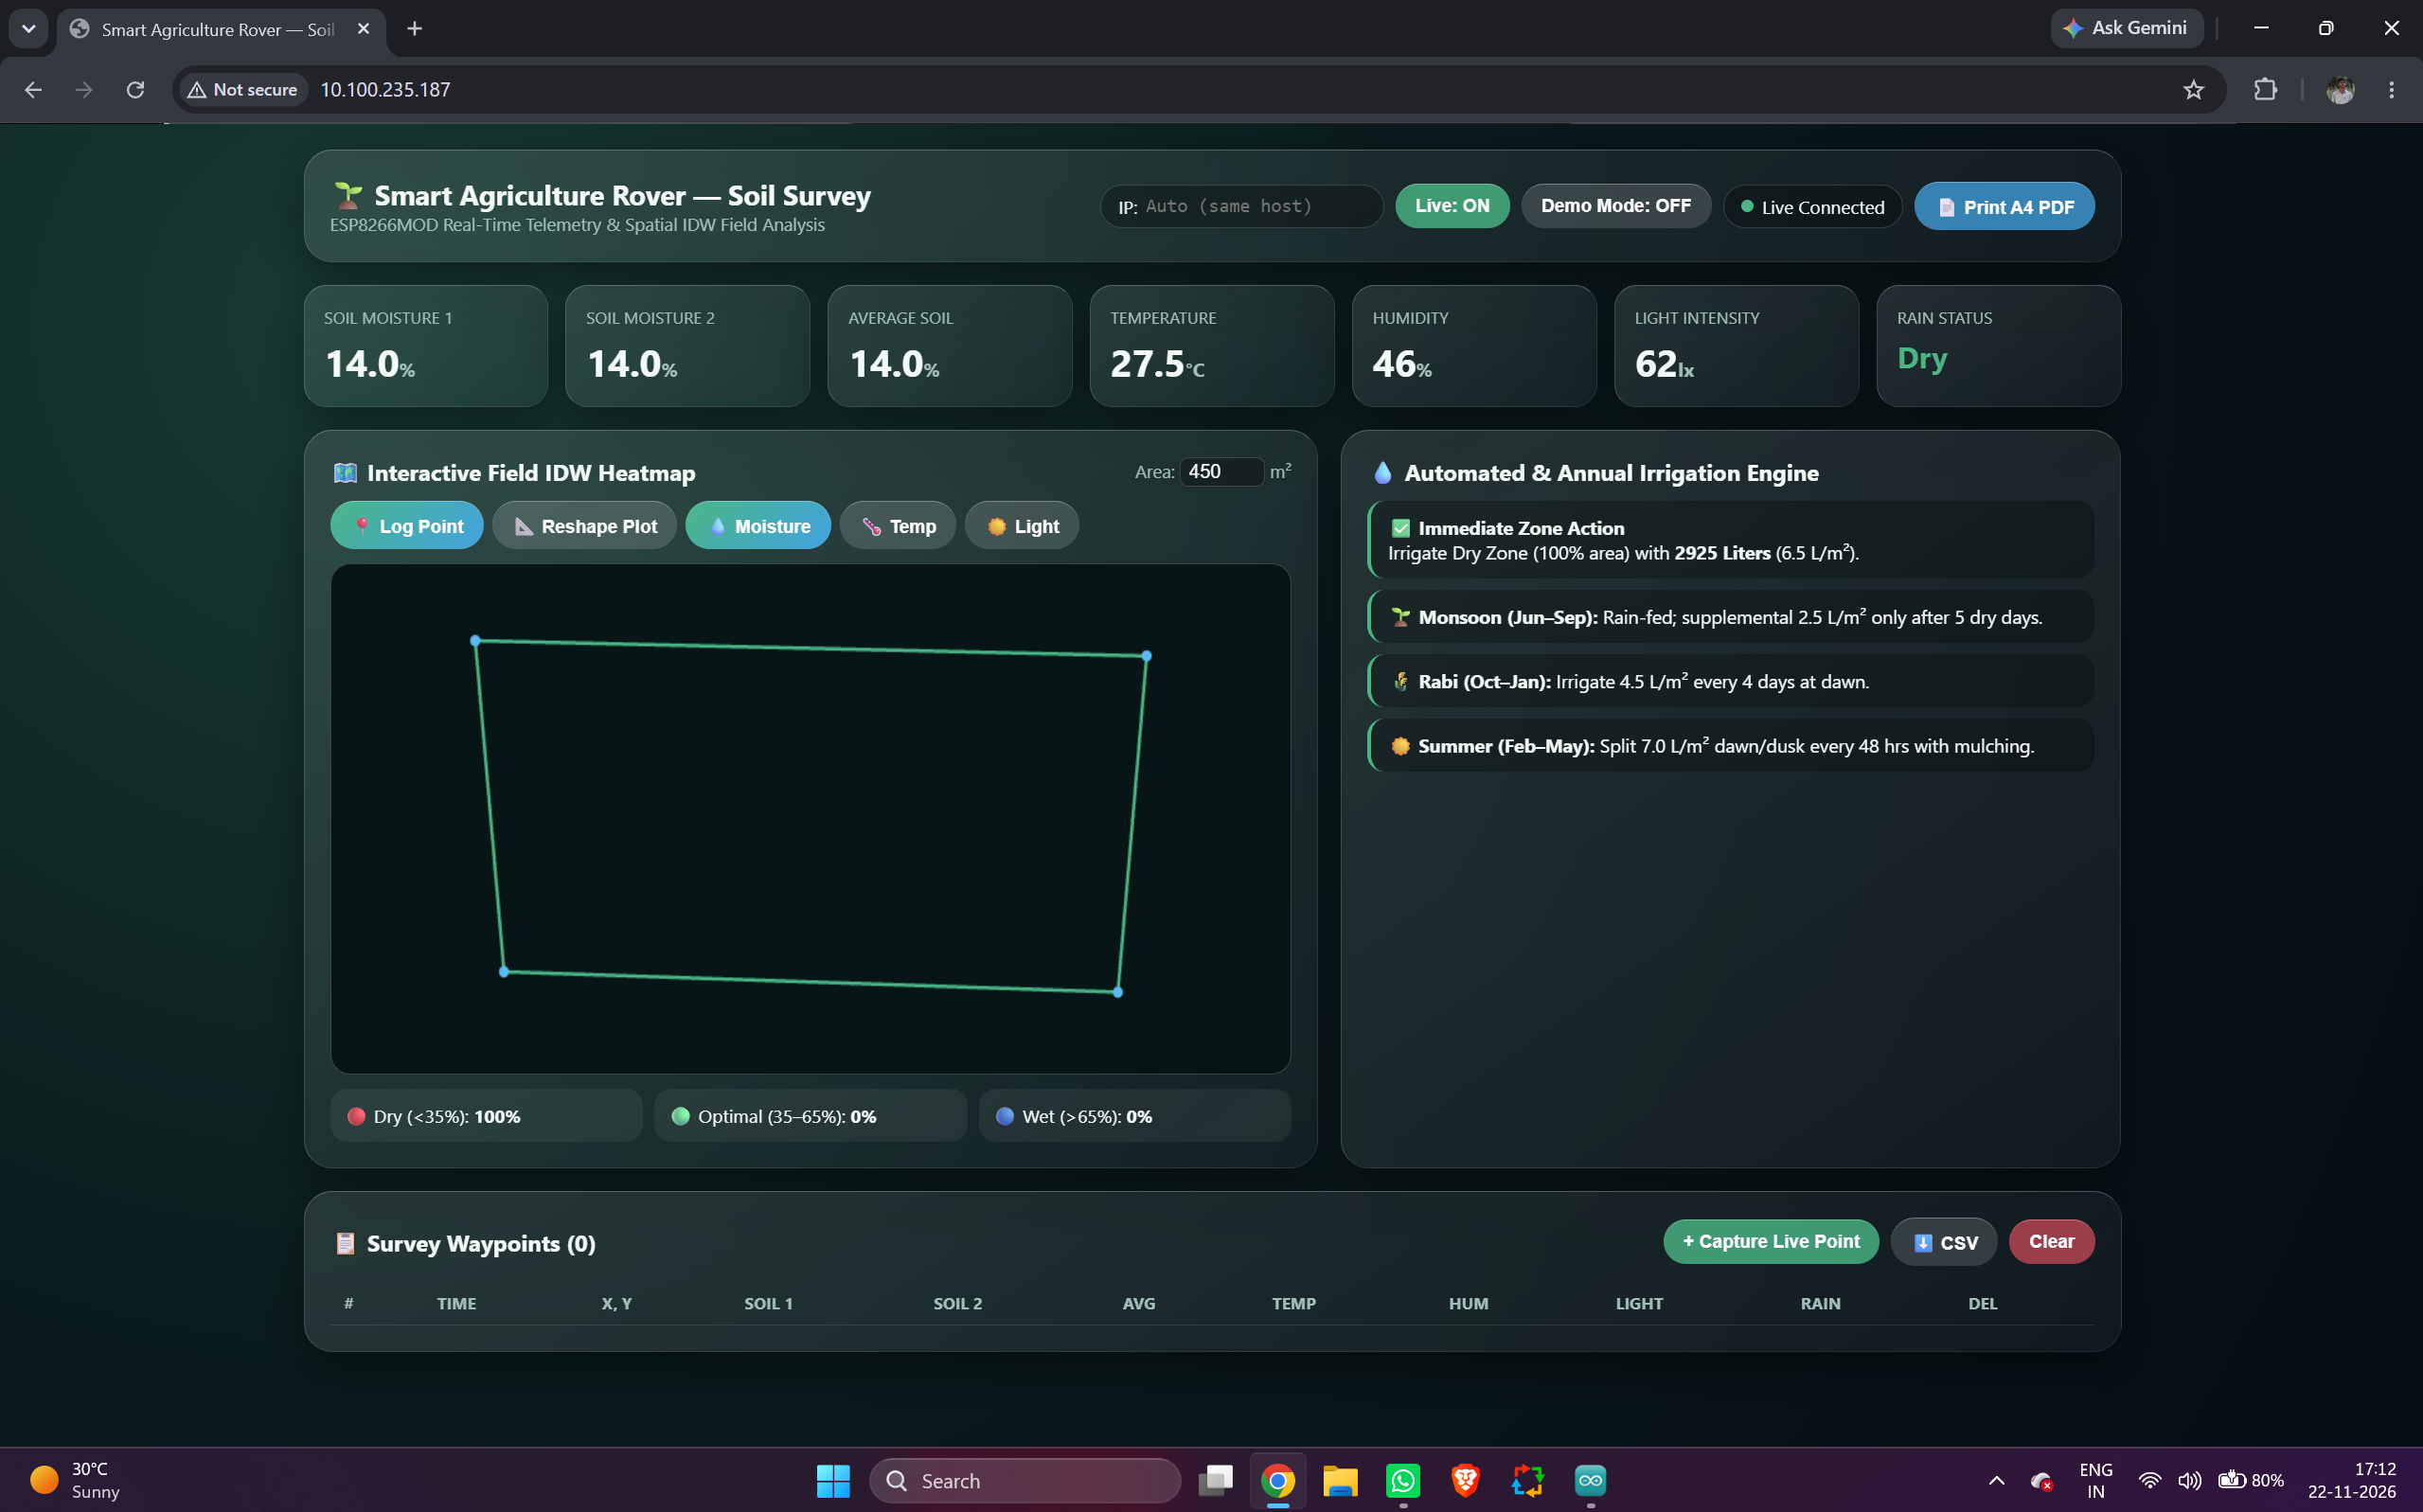 Smart Agriculture Rover — Soil
Ask Gemini
Not secure
10.100.235.187
Smart Agriculture Rover — Soil Survey
ESP8266MOD Real-Time Telemetry & Spatial IDW Field Analysis
IP: Auto (same host)
Live: ON
Demo Mode: OFF
Live Connected
Print A4 PDF
SOIL MOISTURE 1
14.0%
SOIL MOISTURE 2
14.0%
AVERAGE SOIL
14.0%
TEMPERATURE
27.5°C
HUMIDITY
46%
LIGHT INTENSITY
62lx
RAIN STATUS
Dry
Interactive Field IDW Heatmap
Area: 450 m²
Log Point
Reshape Plot
Moisture
Temp
Light
Dry (<35%): 100%
Optimal (35–65%): 0%
Wet (>65%): 0%
Automated & Annual Irrigation Engine
Immediate Zone Action
Irrigate Dry Zone (100% area) with 2925 Liters (6.5 L/m²).
Monsoon (Jun–Sep): Rain-fed; supplemental 2.5 L/m² only after 5 dry days.
Rabi (Oct–Jan): Irrigate 4.5 L/m² every 4 days at dawn.
Summer (Feb–May): Split 7.0 L/m² dawn/dusk every 48 hrs with mulching.
Survey Waypoints (0)
+ Capture Live Point
CSV
Clear
# TIME X, Y SOIL 1 SOIL 2 AVG TEMP HUM LIGHT RAIN DEL
30°C
Sunny
Search
ENG
IN
80%
17:12
22-11-2026